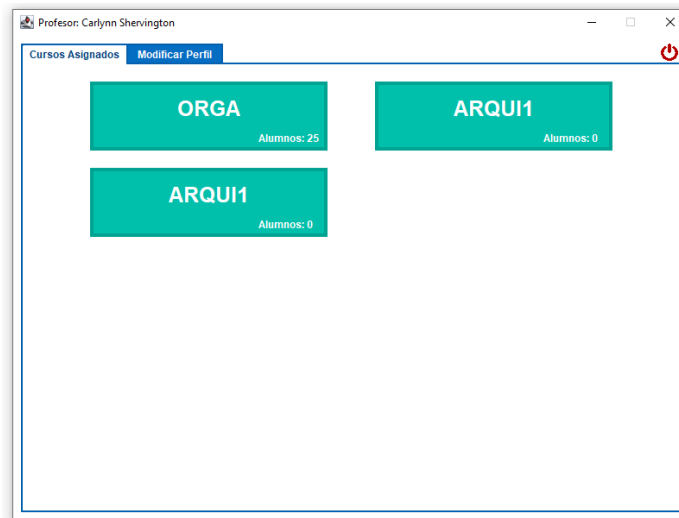 Profesor: Carlynn Shervington
Cursos Asignados
Modificar Perfil
ORGA
Alumnos: 25
ARQUI1
Alumnos: 0
ARQUI1
Alumnos: 0